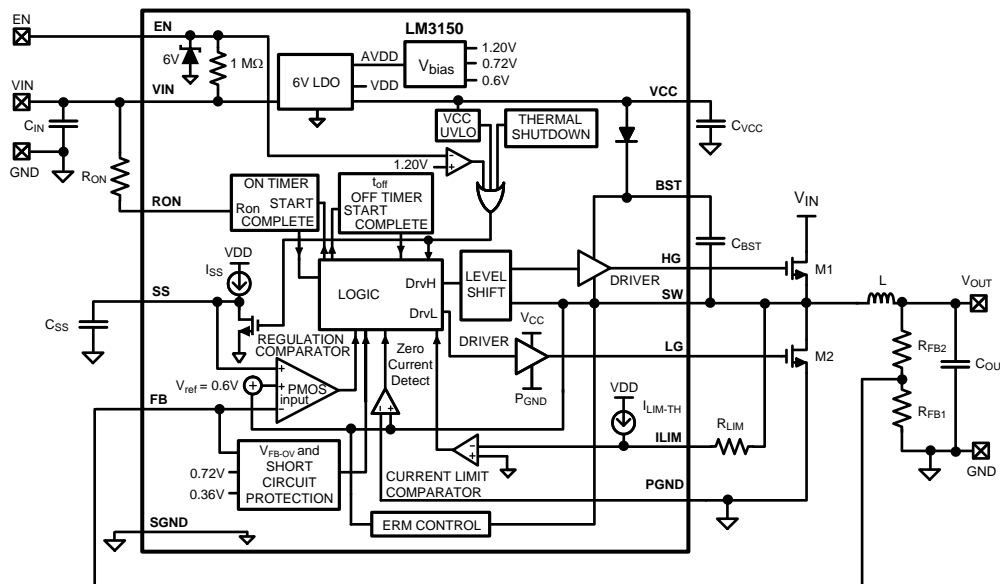 EN
EN
LM3150
6V
1 MΩ
6V LDO
AVDD
VDD
Vbias
1.20V
0.72V
0.6V
VIN
VIN
VCC
CIN
GND
VCC
UVLO
THERMAL
SHUTDOWN
CVCC
1.20V
RON
RON
BST
ON TIMER
Ron
START
COMPLETE
toff
OFF TIMER
START
COMPLETE
VIN
CBST
VDD
ISS
SS
CSS
LOGIC
DrvH
DrvL
LEVEL
SHIFT
DRIVER
HG
M1
SW
L
VOUT
REGULATION
COMPARATOR
Zero
Current
Detect
VCC
DRIVER
PGND
LG
M2
RFB2
COU
RFB1
GND
Vref = 0.6V
PMOS
input
FB
VDD
ILIM-TH
RLIM
ILIM
VFB-OV and
SHORT
CIRCUIT
PROTECTION
0.72V
0.36V
CURRENT LIMIT
COMPARATOR
PGND
SGND
ERM CONTROL